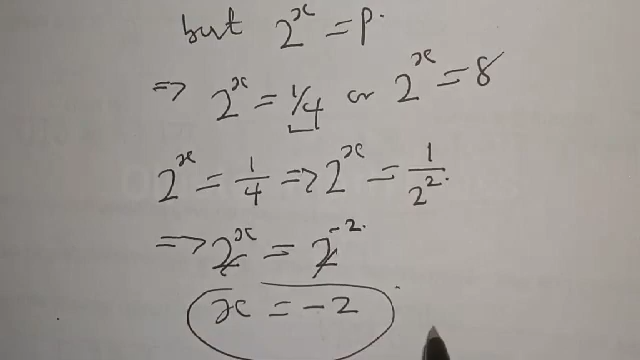 but 2^x = p.
=> 2^x = 1/4 or 2^x = 8
2^x = 1/4 => 2^x = 1/2^2.
=> 2^x = 2^-2.
x = -2